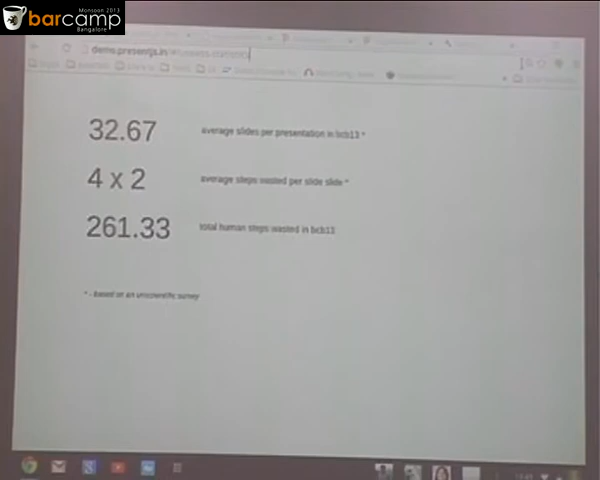 Monsoon 2013
barcamp
Bangalore
demo.presentjs.in
32.67 average slides per presentation in bcb13 *
4 x 2 average steps wasted per slide slide *
261.33 total human steps wasted in bcb13
* - based on an unscientific survey